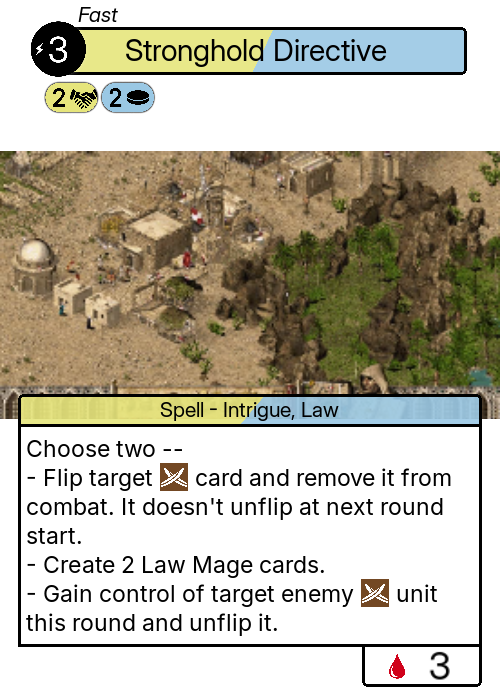 Fast
3 Stronghold Directive
2 2
Spell - Intrigue, Law
Choose two --
- Flip target card and remove it from
combat. It doesn't unflip at next round
start.
- Create 2 Law Mage cards.
- Gain control of target enemy unit
this round and unflip it.
3